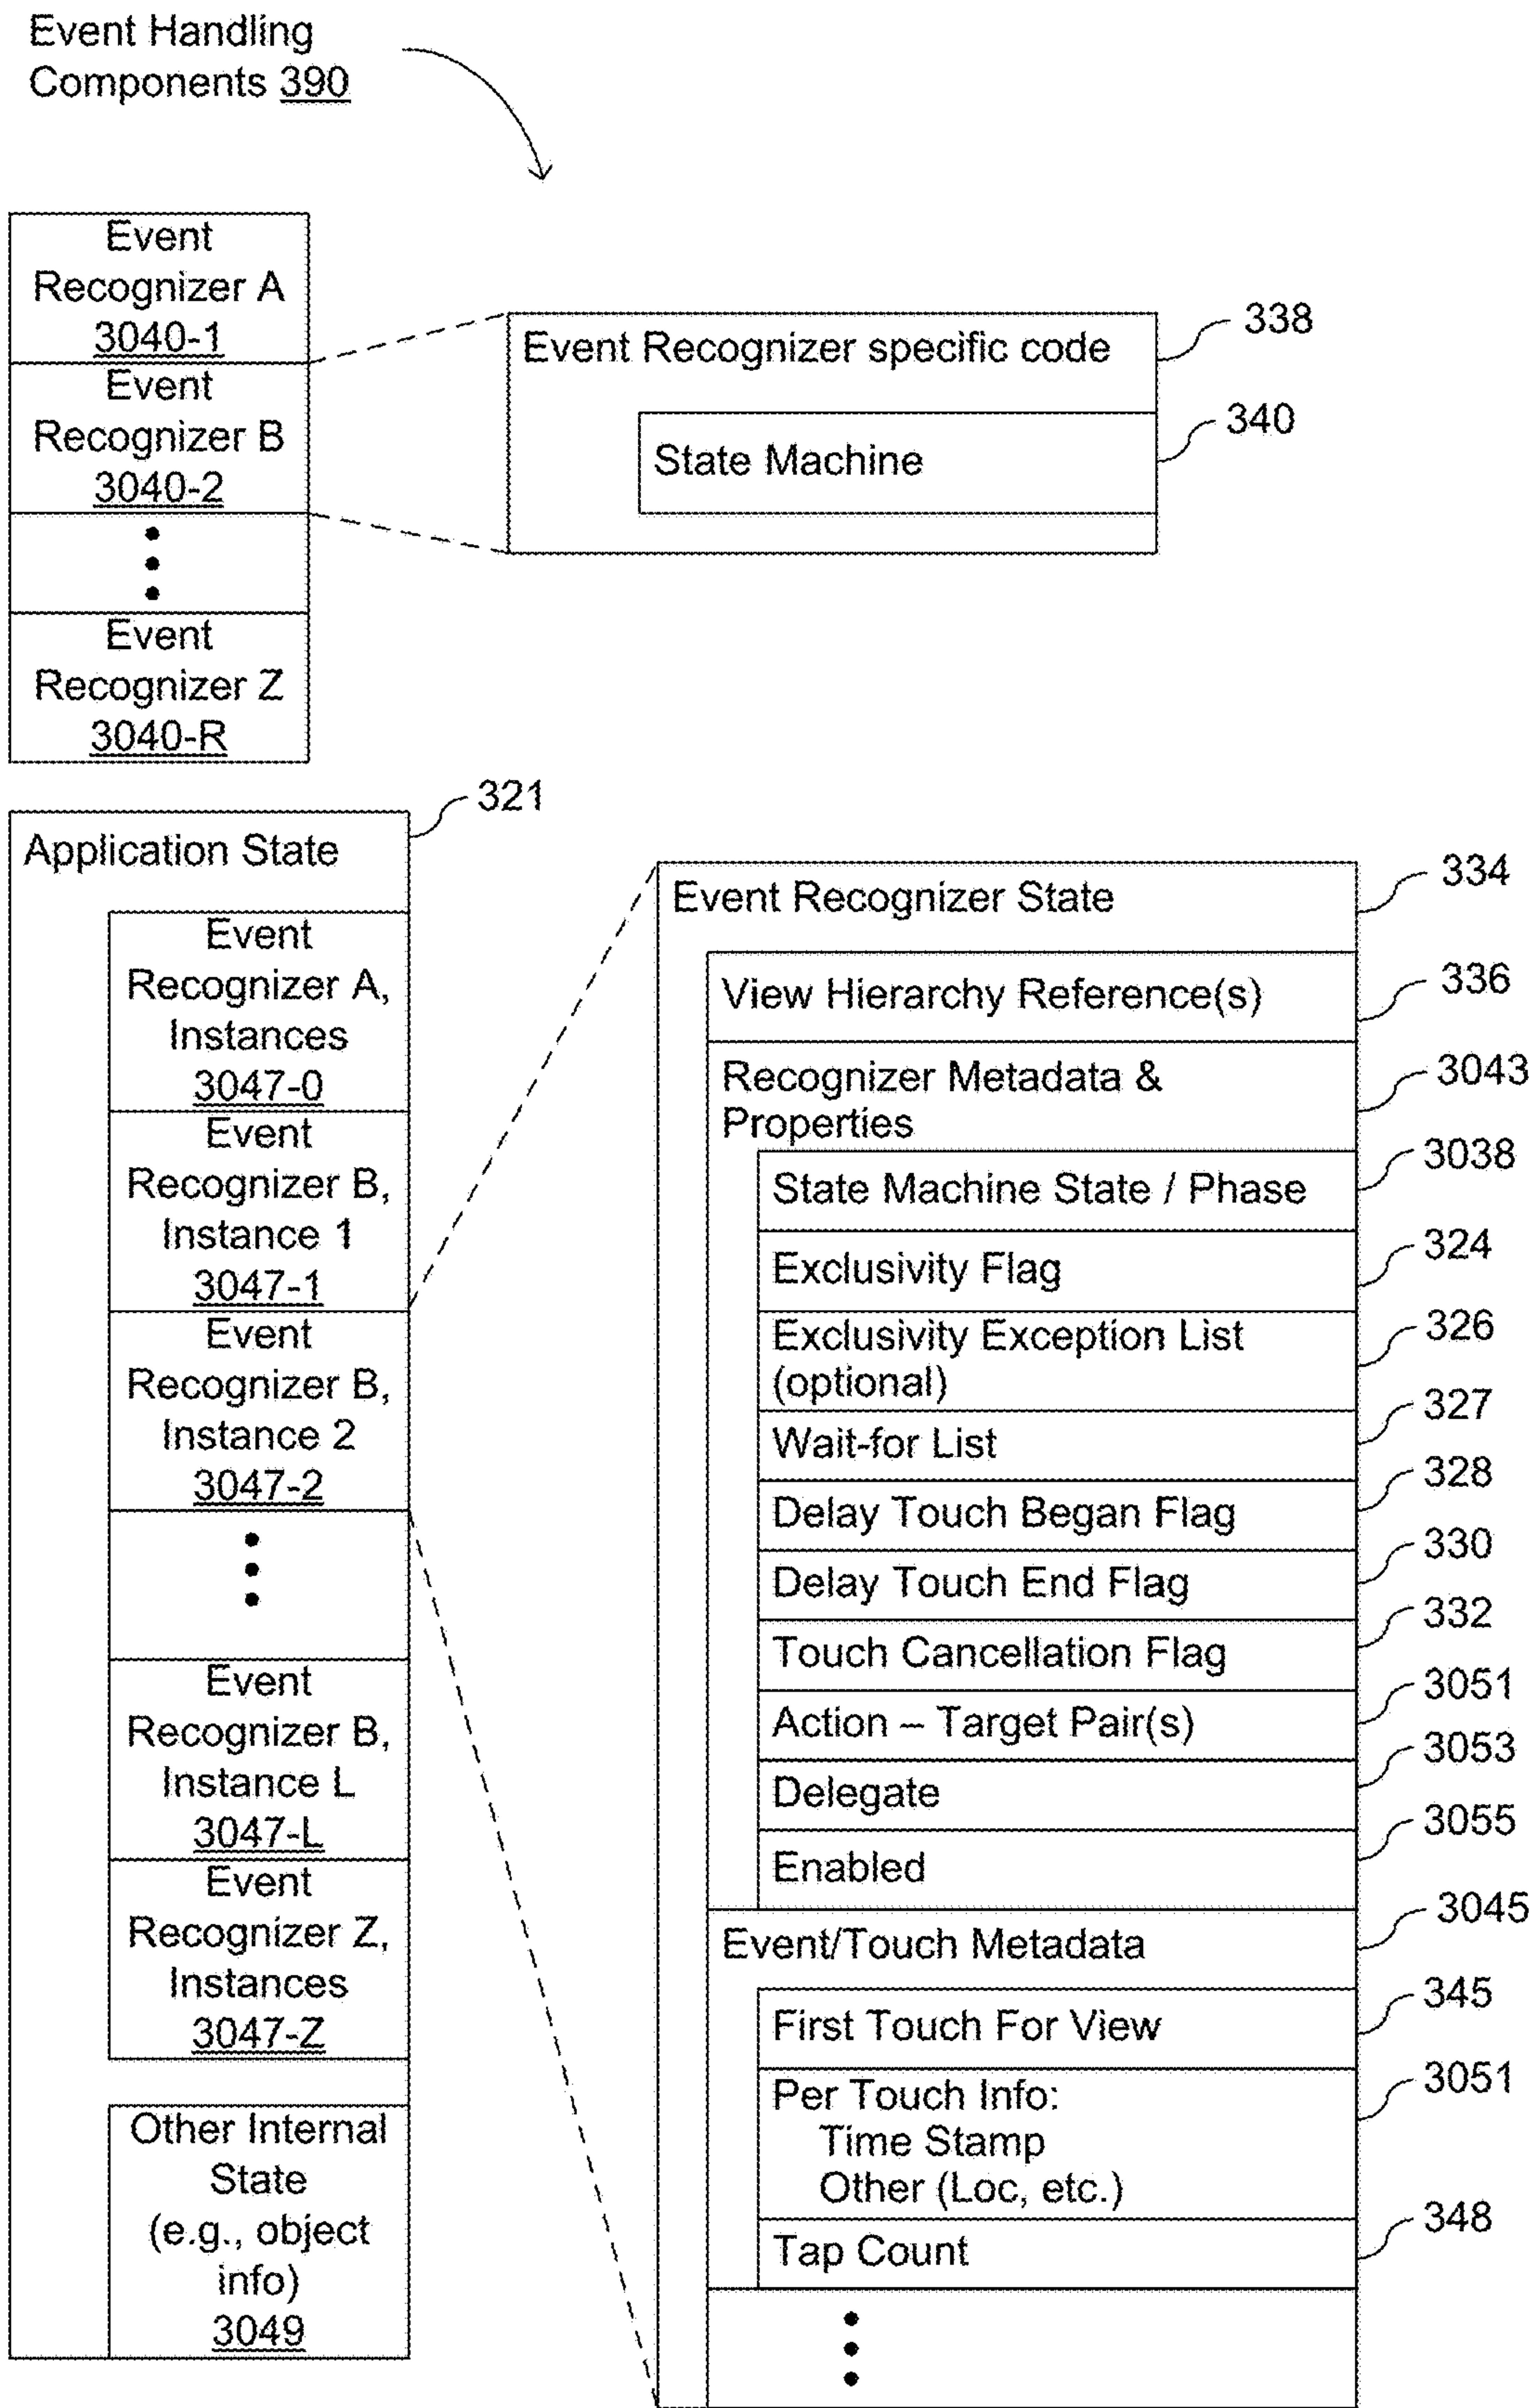 Event Handling
Components 390
Event
Recognizer A
3040-1
Event
Recognizer B
3040-2
Event
Recognizer Z
3040-R
Event Recognizer specific code
338
State Machine
340
Application State
321
Event
Recognizer A,
Instances
3047-0
Event
Recognizer B,
Instance 1
3047-1
Event
Recognizer B,
Instance 2
3047-2
Event
Recognizer B,
Instance L
3047-L
Event
Recognizer Z,
Instances
3047-Z
Other Internal
State
(e.g., object
info)
3049
Event Recognizer State
334
View Hierarchy Reference(s)
336
Recognizer Metadata &
Properties
3043
State Machine State / Phase
3038
Exclusivity Flag
324
Exclusivity Exception List
(optional)
326
Wait-for List
327
Delay Touch Began Flag
328
Delay Touch End Flag
330
Touch Cancellation Flag
332
Action – Target Pair(s)
3051
Delegate
3053
Enabled
3055
Event/Touch Metadata
3045
First Touch For View
345
Per Touch Info:
Time Stamp
Other (Loc, etc.)
3051
Tap Count
348